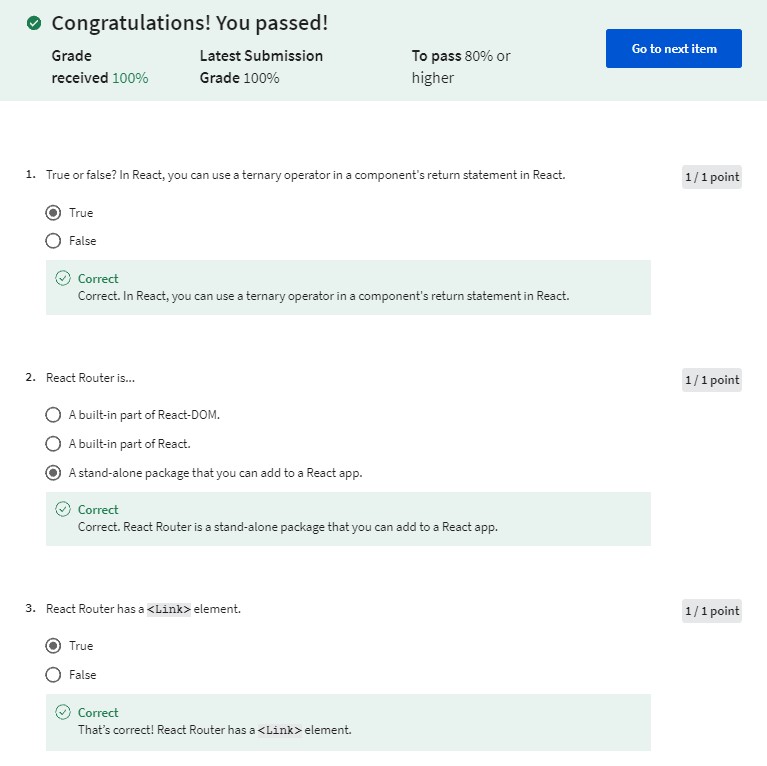 Congratulations! You passed!
Grade received 100%
Latest Submission Grade 100%
To pass 80% or higher
Go to next item
1. True or false? In React, you can use a ternary operator in a component's return statement in React.
1 / 1 point
True
False
Correct
Correct. In React, you can use a ternary operator in a component's return statement in React.
2. React Router is...
1 / 1 point
A built-in part of React-DOM.
A built-in part of React.
A stand-alone package that you can add to a React app.
Correct
Correct. React Router is a stand-alone package that you can add to a React app.
3. React Router has a <Link> element.
1 / 1 point
True
False
Correct
That's correct! React Router has a <Link> element.